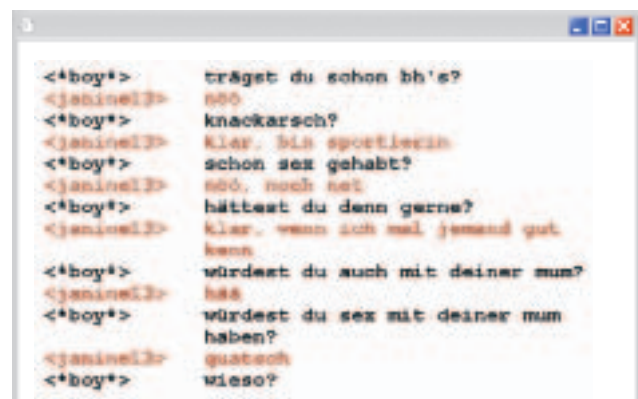 <*boy*> trägst du schon bh's?
<janine13> nöö
<*boy*> knackarsch?
<janine13> klar, bin sportlerin
<*boy*> schon sex gehabt?
<janine13> nöö, noch net
<*boy*> hättest du denn gerne?
<janine13> klar, wenn ich mal jemand gut
kenn
<*boy*> würdest du auch mit deiner mum?
<janine13> hää
<*boy*> würdest du sex mit deiner mum
haben?
<janine13> quatsch
<*boy*> wieso?